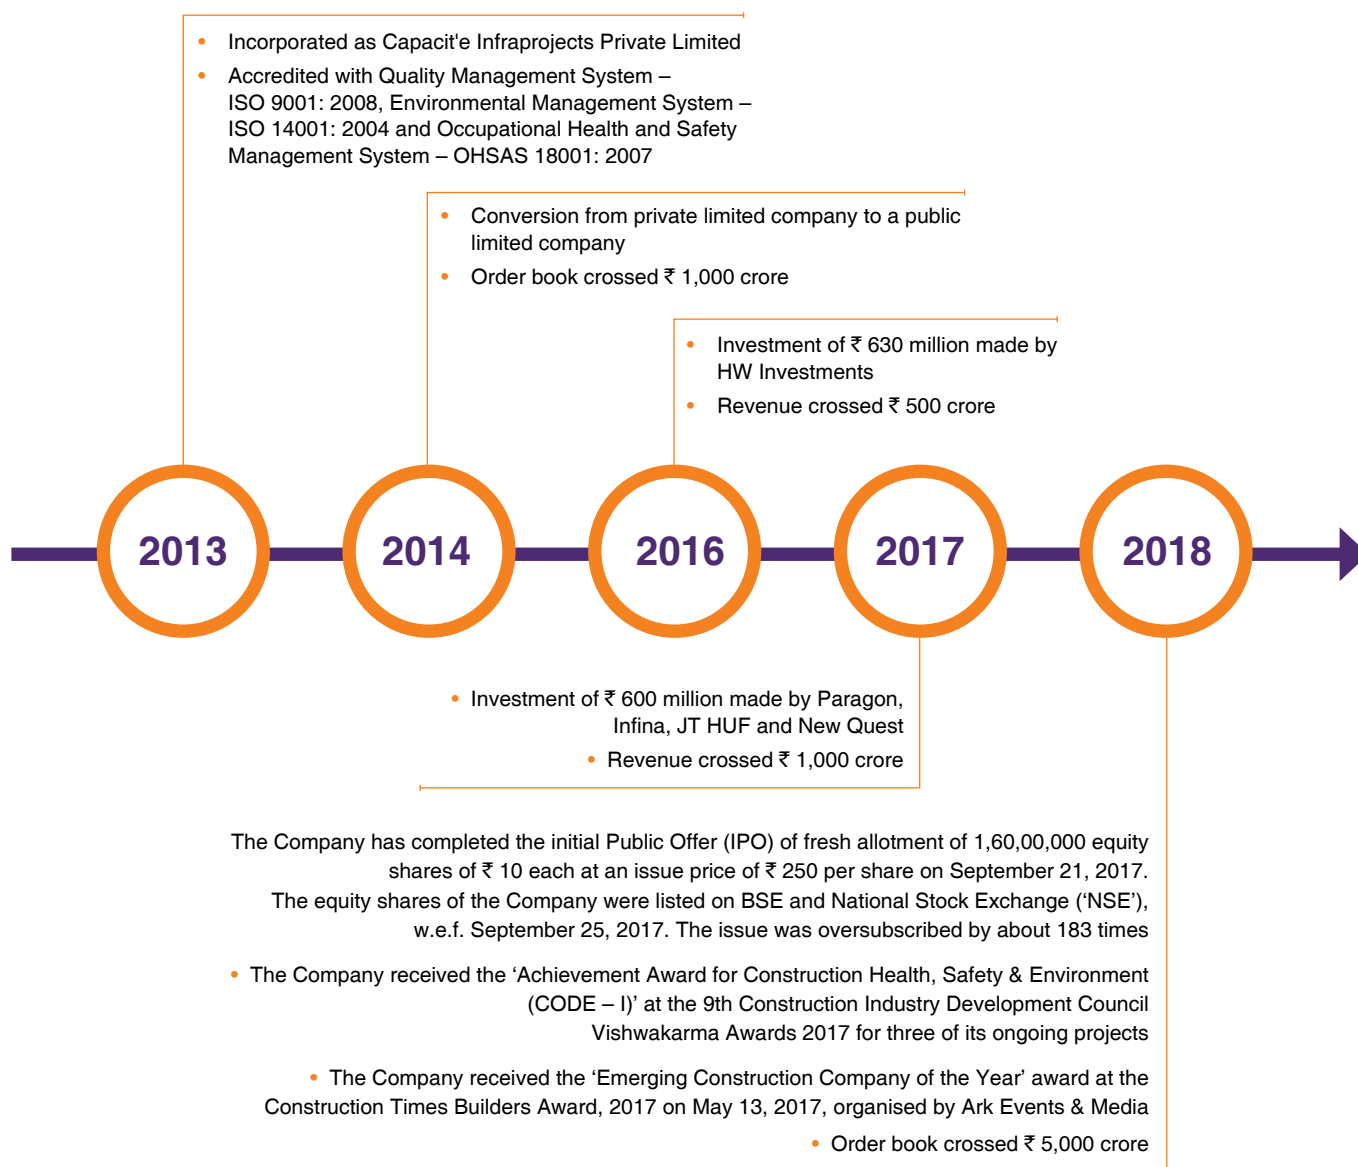 • Incorporated as Capacit'e Infraprojects Private Limited
• Accredited with Quality Management System –
ISO 9001: 2008, Environmental Management System –
ISO 14001: 2004 and Occupational Health and Safety
Management System – OHSAS 18001: 2007
• Conversion from private limited company to a public
limited company
• Order book crossed ₹ 1,000 crore
• Investment of ₹ 630 million made by
HW Investments
• Revenue crossed ₹ 500 crore
2013
2014
2016
2017
2018
• Investment of ₹ 600 million made by Paragon,
Infina, JT HUF and New Quest
• Revenue crossed ₹ 1,000 crore
The Company has completed the initial Public Offer (IPO) of fresh allotment of 1,60,00,000 equity
shares of ₹ 10 each at an issue price of ₹ 250 per share on September 21, 2017.
The equity shares of the Company were listed on BSE and National Stock Exchange (‘NSE’),
w.e.f. September 25, 2017. The issue was oversubscribed by about 183 times
• The Company received the ‘Achievement Award for Construction Health, Safety & Environment
(CODE – I)’ at the 9th Construction Industry Development Council
Vishwakarma Awards 2017 for three of its ongoing projects
• The Company received the ‘Emerging Construction Company of the Year’ award at the
Construction Times Builders Award, 2017 on May 13, 2017, organised by Ark Events & Media
• Order book crossed ₹ 5,000 crore